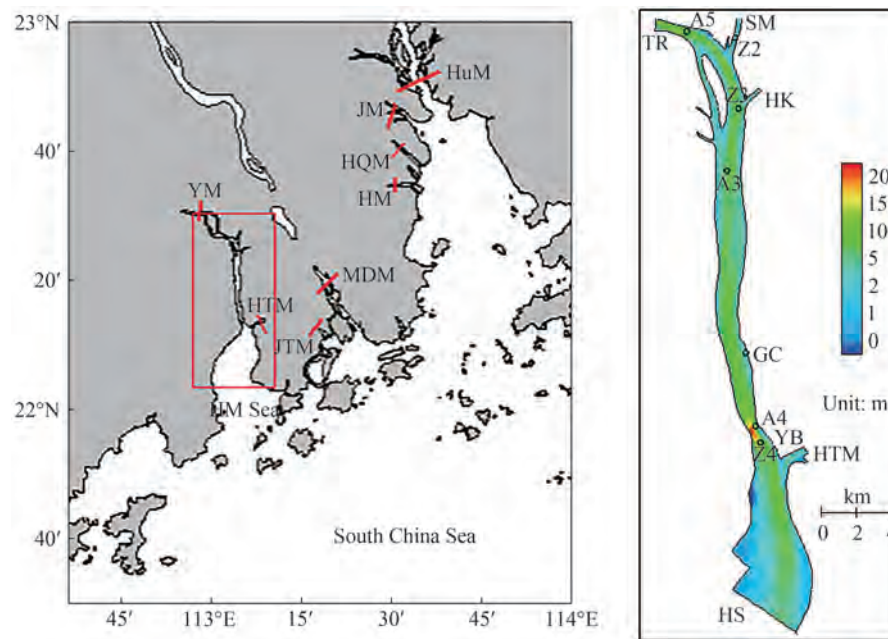 23°N
HuM
JM
40′
HQM
HM
YM
20′
MDM
HTM
JTM
22°N
HM Sea
South China Sea
40′
45′
113°E
15′
30′
45′
114°E
A5
SM
TR
Z2
Z3
HK
A3
20
15
10
5
2
1
0
GC
Unit: m
A4
YB
Z4
HTM
km
0 2
HS